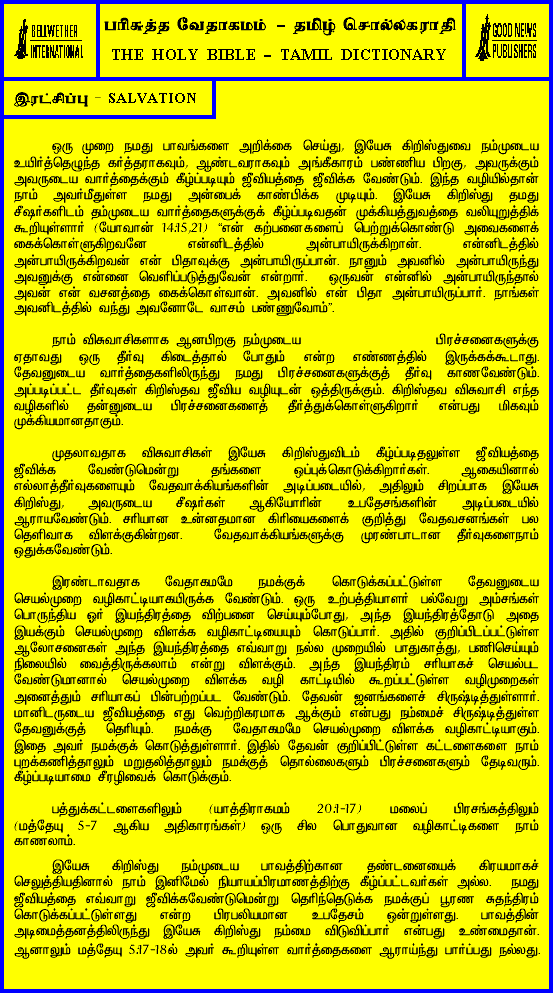 BELLWETHER
INTERNATIONAL
பரிசுத்த வேதாகமம் - தமிழ் சொல்லகராதி
THE HOLY BIBLE - TAMIL DICTIONARY
GOOD NEWS
PUBLISHERS
இரட்சிப்பு - SALVATION
ஒரு முறை நமது பாவங்களை அறிக்கை செய்து, இயேசு கிறிஸ்துவை நம்முடைய
உயிர்த்தெழுந்த கர்த்தராகவும், ஆண்டவராகவும் அங்கீகாரம் பண்ணிய பிறகு, அவருக்கும்
அவருடைய வார்த்தைக்கும் கீழ்ப்படியும் ஜீவியத்தை ஜீவிக்க வேண்டும். இந்த வழியில்தான்
நாம் அவர்மீதுள்ள நமது அன்பைக் காண்பிக்க முடியும். இயேசு கிறிஸ்து தமது
சீஷர்களிடம் தம்முடைய வார்த்தைகளுக்குக் கீழ்ப்படிவதன் முக்கியத்துவத்தை வலியுறுத்திக்
கூறியுள்ளார் (யோவான் 14:15,21) "என் கற்பனைகளைப் பெற்றுக்கொண்டு அவைகளைக்
கைக்கொள்ளுகிறவனே என்னிடத்தில் அன்பாயிருக்கிறான். என்னிடத்தில்
அன்பாயிருக்கிறவன் என் பிதாவுக்கு அன்பாயிருப்பான். நானும் அவனில் அன்பாயிருந்து
அவனுக்கு என்னை வெளிப்படுத்துவேன் என்றார். ஒருவன் என்னில் அன்பாயிருந்தால்
அவன் என் வசனத்தை கைக்கொள்வான். அவனில் என் பிதா அன்பாயிருப்பார். நாங்கள்
அவனிடத்தில் வந்து அவனோடே வாசம் பண்ணுவோம்".
நாம் விசுவாசிகளாக ஆனபிறகு நம்முடைய பிரச்சனைகளுக்கு
ஏதாவது ஒரு தீர்வு கிடைத்தால் போதும் என்ற எண்ணத்தில் இருக்கக்கூடாது.
தேவனுடைய வார்த்தைகளிலிருந்து நமது பிரச்சனைகளுக்குத் தீர்வு காணவேண்டும்.
அப்படிப்பட்ட தீர்வுகள் கிறிஸ்தவ ஜீவிய வழியுடன் ஒத்திருக்கும். கிறிஸ்தவ விசுவாசி எந்த
வழிகளில் தன்னுடைய பிரச்சனைகளைத் தீர்த்துக்கொள்ளுகிறார் என்பது மிகவும்
முக்கியமானதாகும்.
முதலாவதாக விசுவாசிகள் இயேசு கிறிஸ்துவிடம் கீழ்ப்படிதலுள்ள ஜீவியத்தை
ஜீவிக்க வேண்டுமென்று தங்களை ஒப்புக்கொடுக்கிறார்கள். ஆகையினால்
எல்லாத்தீர்வுகளையும் வேதவாக்கியங்களின் அடிப்படையில், அதிலும் சிறப்பாக இயேசு
கிறிஸ்து, அவருடைய சீஷர்கள் ஆகியோரின் உபதேசங்களின் அடிப்படையில்
ஆராயவேண்டும். சரியான உன்னதமான கிரியைகளைக் குறித்து வேதவசனங்கள் பல
தெளிவாக விளக்குகின்றன. வேதவாக்கியங்களுக்கு முரண்பாடான தீர்வுகளைநாம்
ஒதுக்கவேண்டும்.
இரண்டாவதாக வேதாகமமே நமக்குக் கொடுக்கப்பட்டுள்ள தேவனுடைய
செயல்முறை வழிகாட்டியாகயிருக்க வேண்டும். ஒரு உற்பத்தியாளர் பல்வேறு அம்சங்கள்
பொருந்திய ஓர் இயந்திரத்தை விற்பனை செய்யும்போது, அந்த இயந்திரத்தோடு அதை
இயக்கும் செயல்முறை விளக்க வழிகாட்டியையும் கொடுப்பார். அதில் குறிப்பிடப்பட்டுள்ள
ஆலோசனைகள் அந்த இயந்திரத்தை எவ்வாறு நல்ல முறையில் பாதுகாத்து, பணிசெய்யும்
நிலையில் வைத்திருக்கலாம் என்று விளக்கும். அந்த இயந்திரம் சரியாகச் செயல்பட
வேண்டுமானால் செயல்முறை விளக்க வழி காட்டியில் கூறப்பட்டுள்ள வழிமுறைகள்
அனைத்தும் சரியாகப் பின்பற்றப்பட வேண்டும். தேவன் ஜனங்களைச் சிருஷ்டித்துள்ளார்.
மானிடருடைய ஜீவியத்தை எது வெற்றிகரமாக ஆக்கும் என்பது நம்மைச் சிருஷ்டித்துள்ள
தேவனுக்குத் தெரியும். நமக்கு வேதாகமமே செயல்முறை விளக்க வழிகாட்டியாகும்.
இதை அவர் நமக்குக் கொடுத்துள்ளார். இதில் தேவன் குறிப்பிட்டுள்ள கட்டளைகளை நாம்
புறக்கணித்தாலும் மறுதலித்தாலும் நமக்குத் தொல்லைகளும் பிரச்சனைகளும் தேடிவரும்.
கீழ்ப்படியாமை சீரழிவைக் கொடுக்கும்.
பத்துக்கட்டளைகளிலும் (யாத்திராகமம் 20:1-17) மலைப் பிரசங்கத்திலும்
(மத்தேயு 5-7 ஆகிய அதிகாரங்கள்) ஒரு சில பொதுவான வழிகாட்டிகளை நாம்
காணலாம்.
இயேசு கிறிஸ்து நம்முடைய பாவத்திற்கான தண்டனையைக் கிரயமாகச்
செலுத்தியதினால் நாம் இனிமேல் நியாயப்பிரமாணத்திற்கு கீழ்ப்பட்டவர்கள் அல்ல. நமது
ஜீவியத்தை எவ்வாறு ஜீவிக்கவேண்டுமென்று தெரிந்தெடுக்க நமக்குப் பூரண சுதந்திரம்
கொடுக்கப்பட்டுள்ளது என்ற பிரபலியமான உபதேசம் ஒன்றுள்ளது. பாவத்தின்
அடிமைத்தனத்திலிருந்து இயேசு கிறிஸ்து நம்மை விடுவிப்பார் என்பது உண்மைதான்.
ஆனாலும் மத்தேயு 5:17-18ல் அவர் கூறியுள்ள வார்த்தைகளை ஆராய்ந்து பார்ப்பது நல்லது.